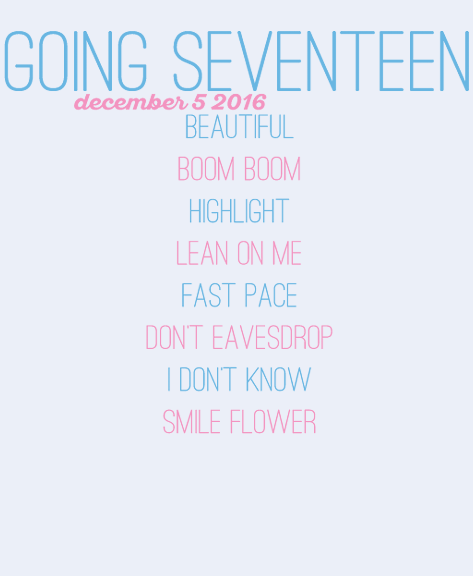 GOING SEVENTEEN
december 5 2016
BEAUTIFUL
BOOM BOOM
HIGHLIGHT
LEAN ON ME
FAST PACE
DON'T EAVESDROP
I DON'T KNOW
SMILE FLOWER